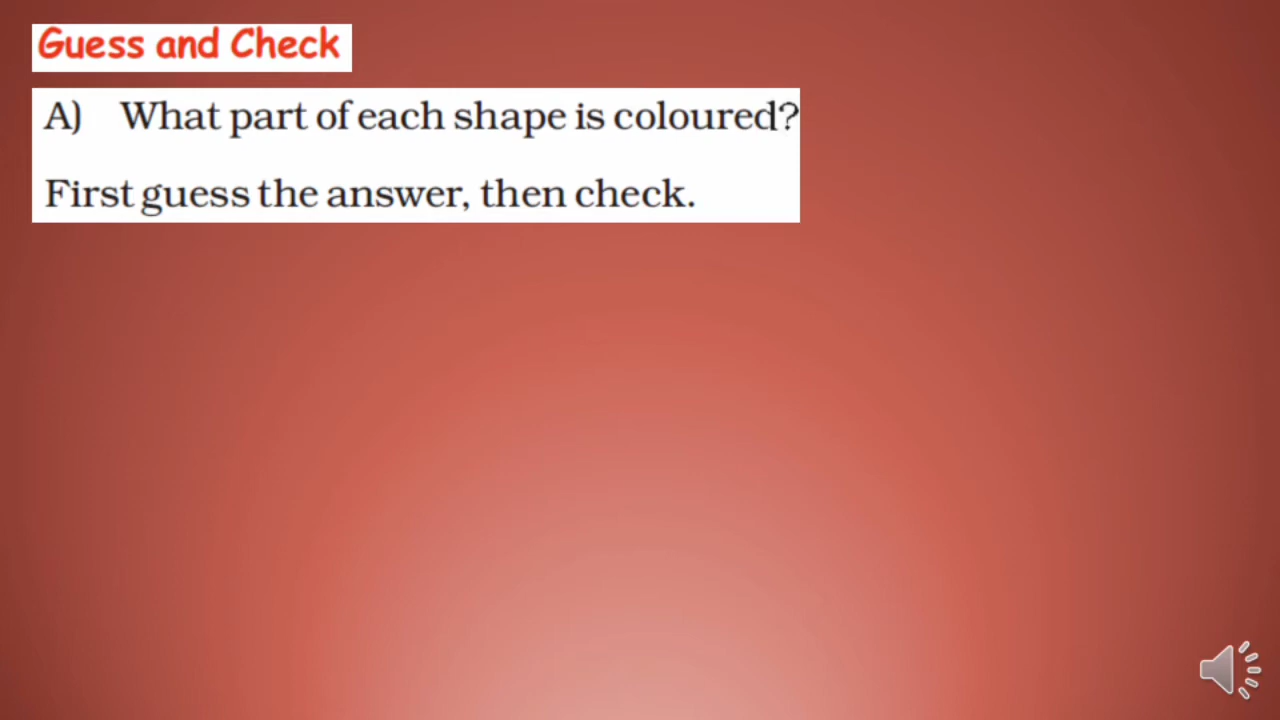 Guess and Check
A) What part of each shape is coloured?
First guess the answer, then check.